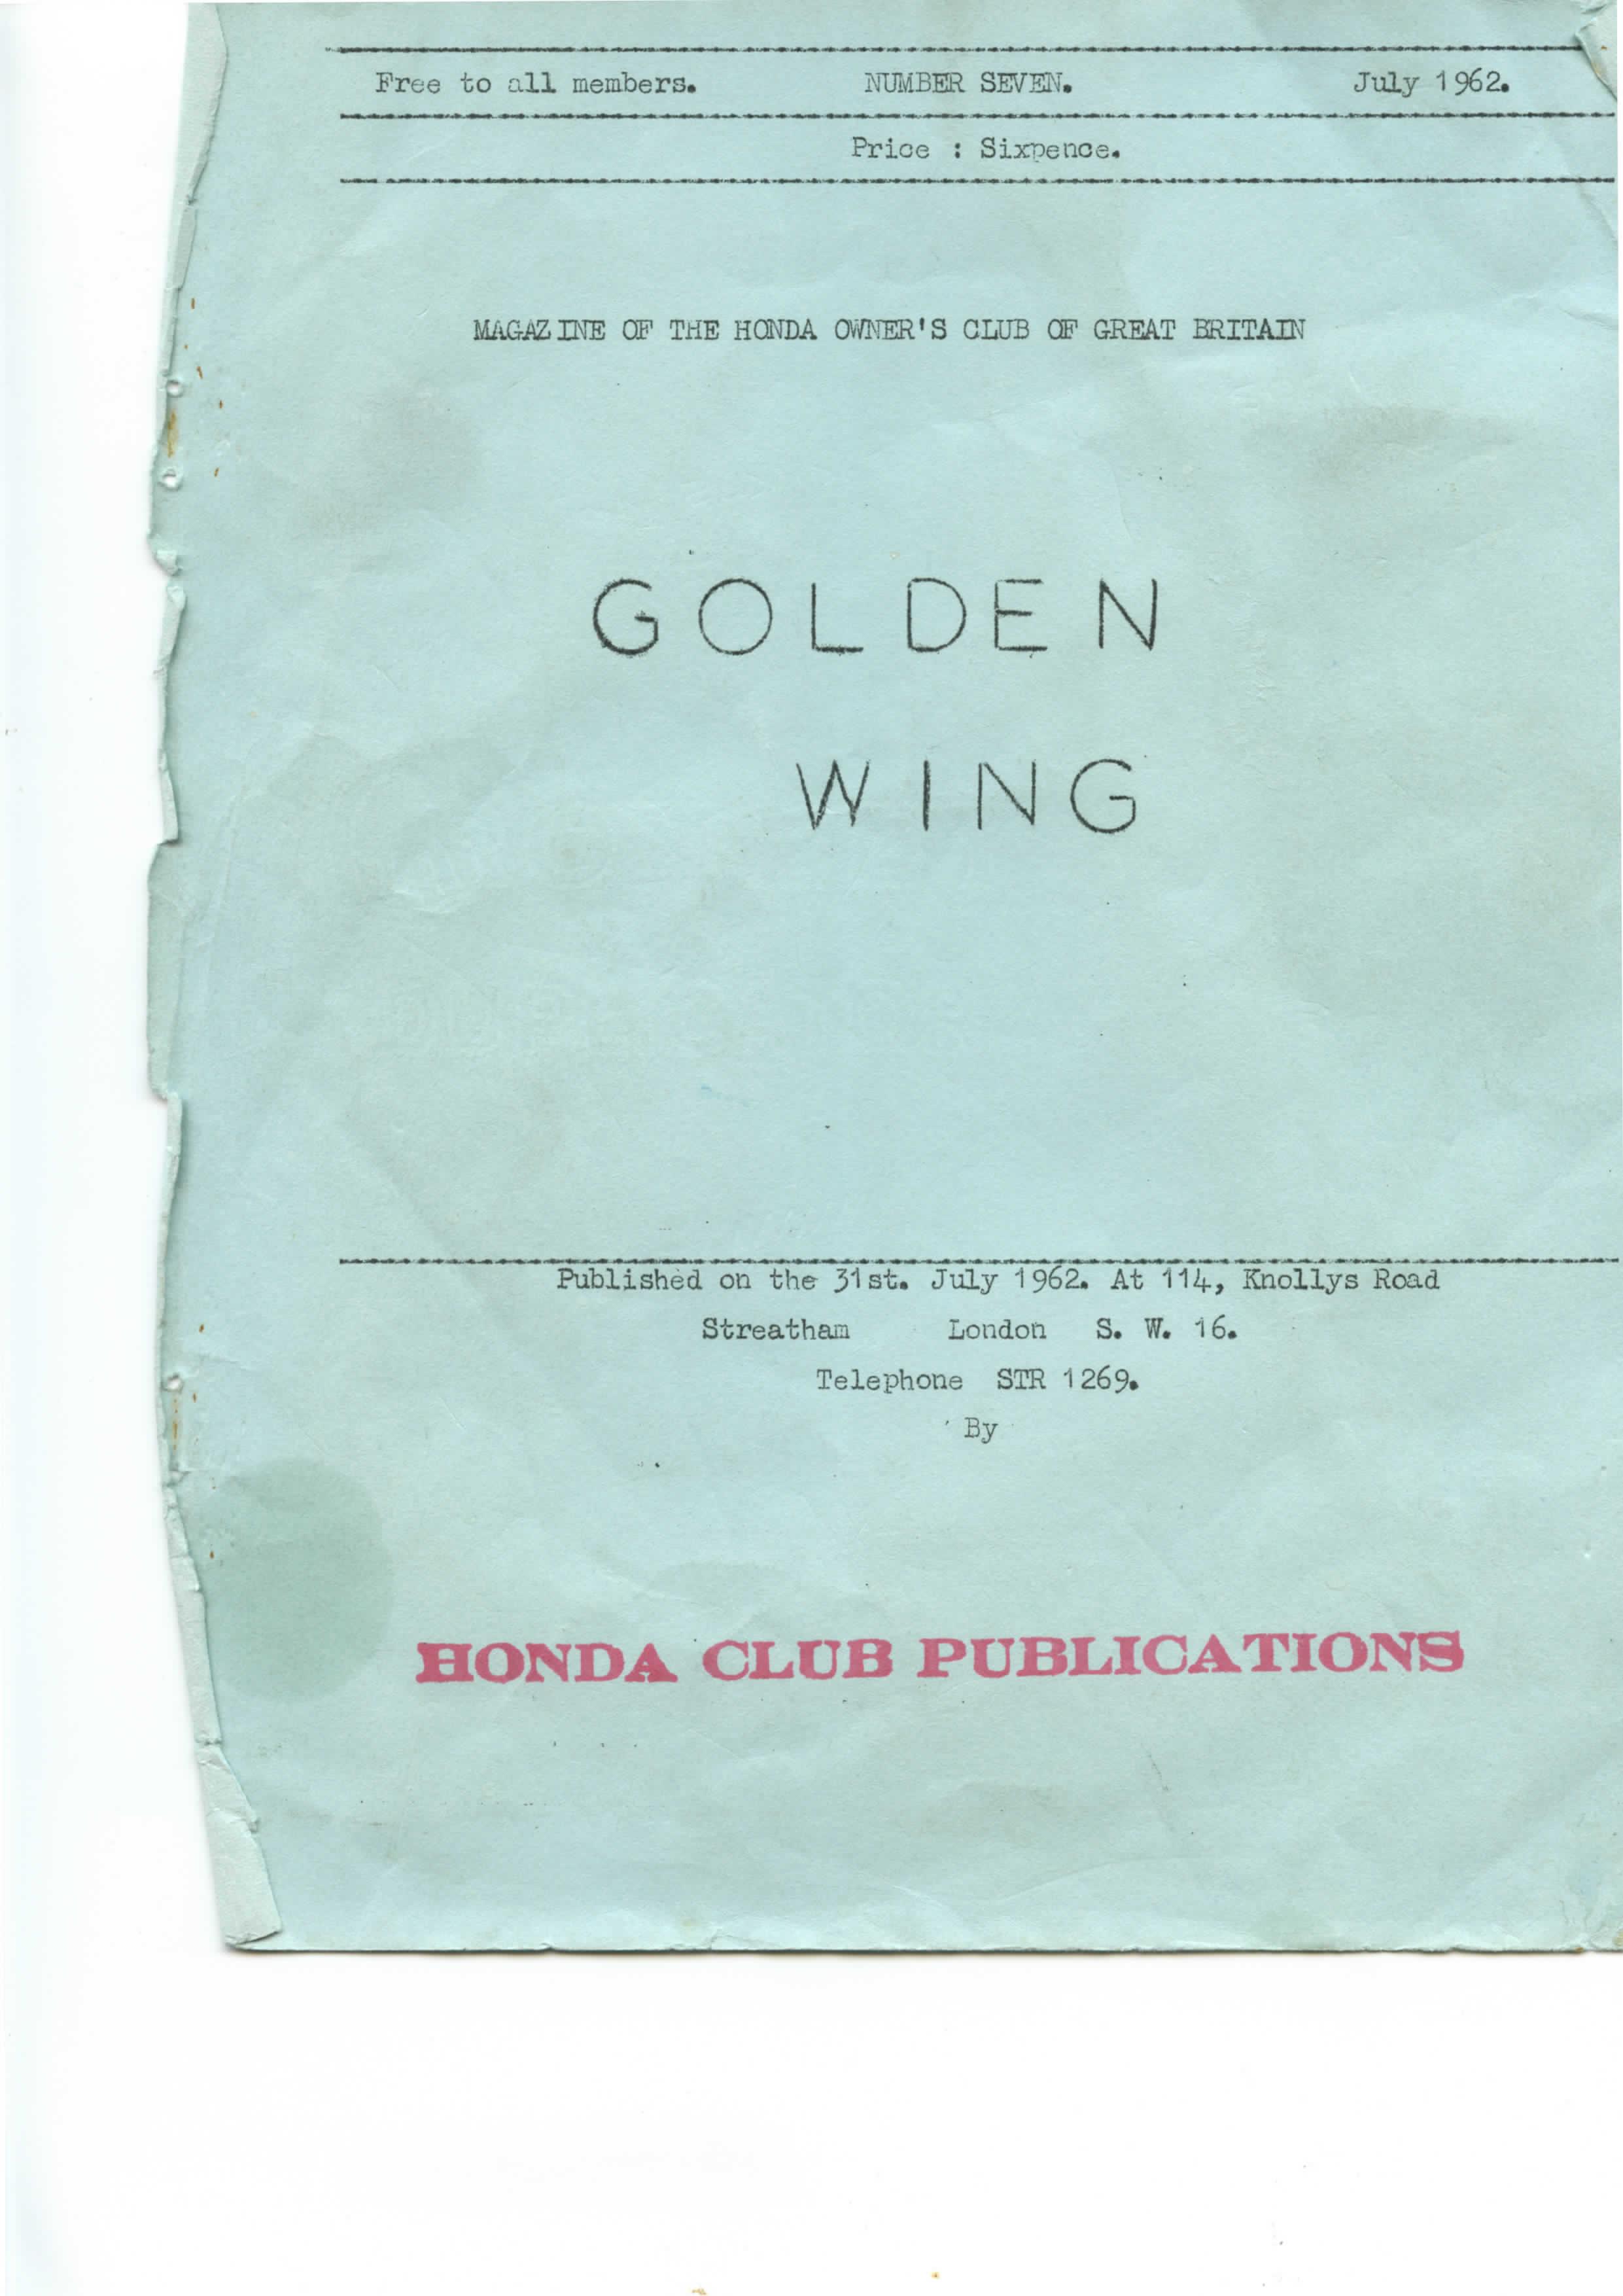 Free to all members. NUMBER SEVEN. July 1962.
Price : Sixpence.
MAGAZINE OF THE HONDA OWNER'S CLUB OF GREAT BRITAIN
GOLDEN
WING
Published on the 31st. July 1962. At 114, Knollys Road
Streatham London S. W. 16.
Telephone STR 1269.
By
HONDA CLUB PUBLICATIONS